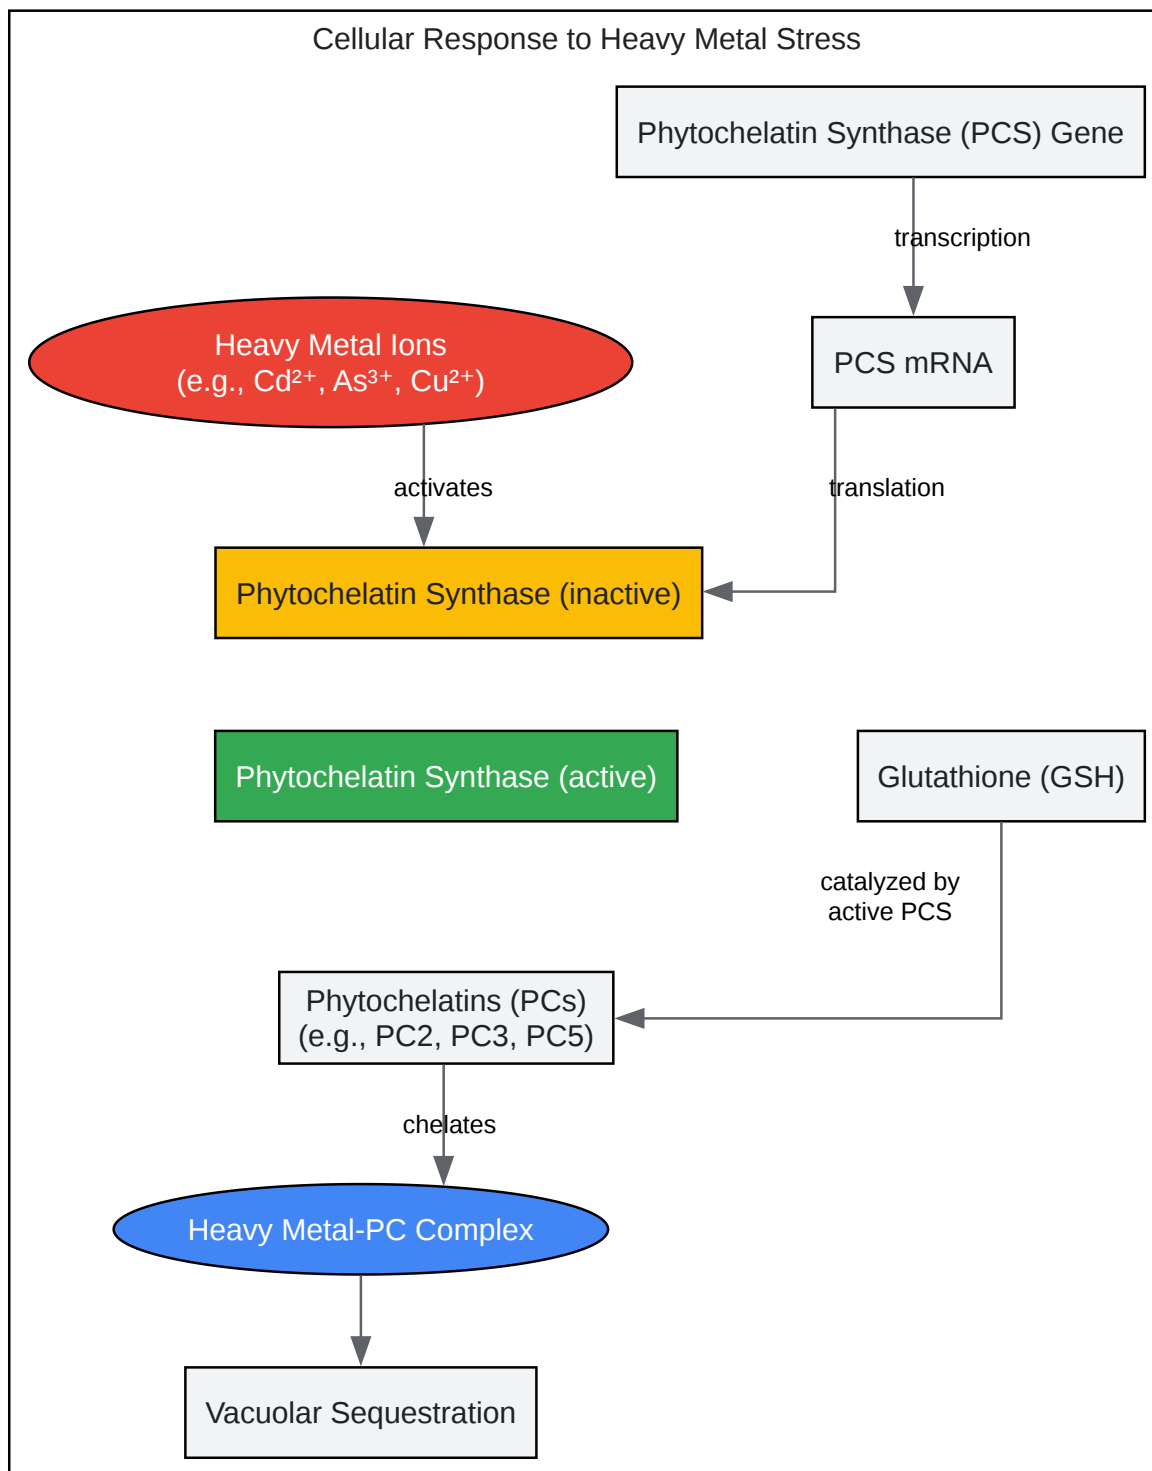 Cellular Response to Heavy Metal Stress
Phytochelatin Synthase (PCS) Gene
transcription
Heavy Metal Ions
(e.g., Cd²⁺, As³⁺, Cu²⁺)
PCS mRNA
activates
translation
Phytochelatin Synthase (inactive)
Phytochelatin Synthase (active)
Glutathione (GSH)
catalyzed by
active PCS
Phytochelatins (PCs)
(e.g., PC2, PC3, PC5)
chelates
Heavy Metal-PC Complex
Vacuolar Sequestration